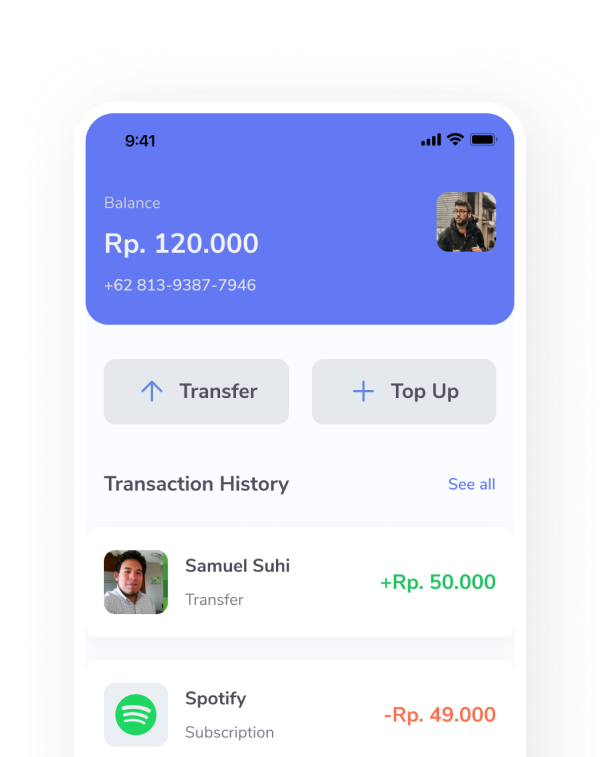 9:41
Balance
Rp. 120.000
+62 813-9387-7946
Transfer
Top Up
Transaction History
See all
Samuel Suhi
+Rp. 50.000
Transfer
Spotify
-Rp. 49.000
Subscription